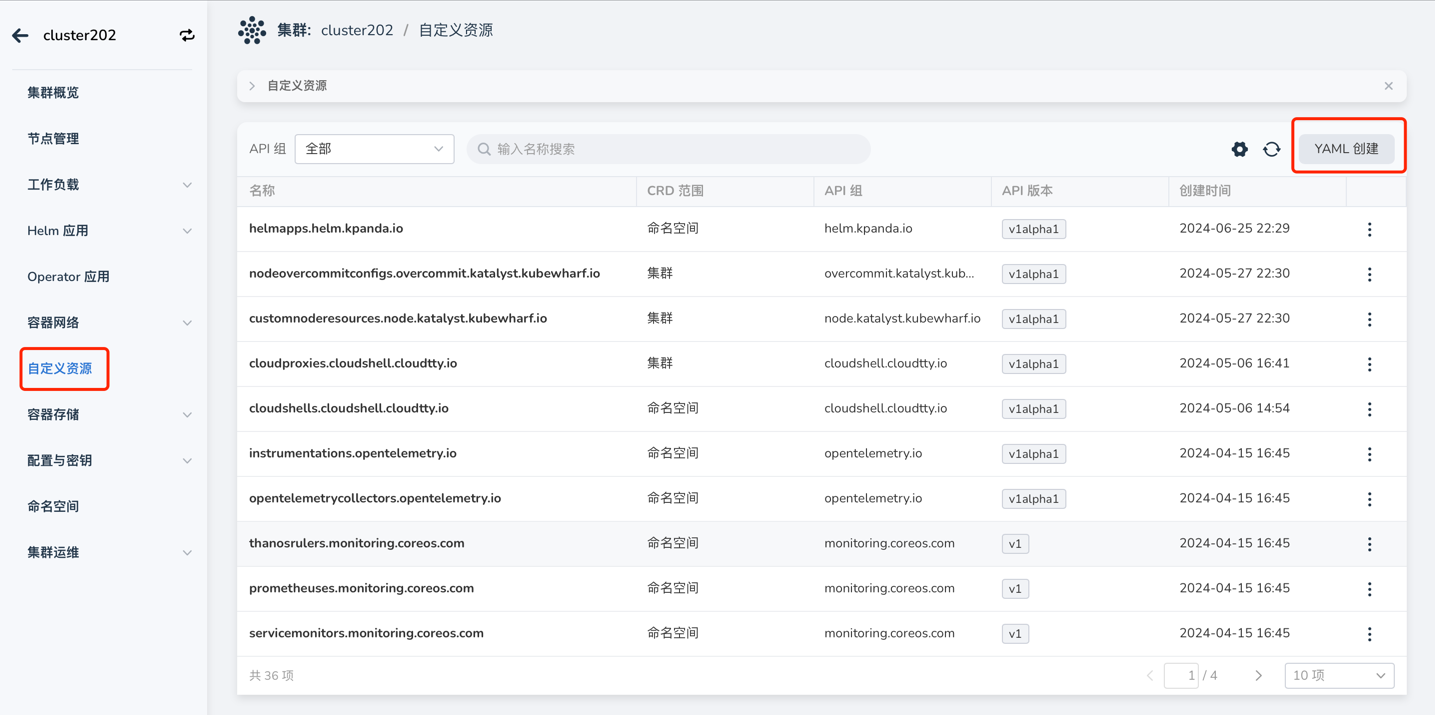 cluster202
集群概览
节点管理
工作负载
Helm 应用
Operator 应用
容器网络
自定义资源
容器存储
配置与密钥
命名空间
集群运维
集群: cluster202 / 自定义资源
自定义资源
API 组 全部 输入名称搜索 YAML 创建
名称 CRD 范围 API 组 API 版本 创建时间
helmapps.helm.kpanda.io 命名空间 helm.kpanda.io v1alpha1 2024-06-25 22:29
nodeovercommitconfigs.overcommit.katalyst.kubewharf.io 集群 overcommit.katalyst.kub... v1alpha1 2024-05-27 22:30
customnoderesources.node.katalyst.kubewharf.io 集群 node.katalyst.kubewharf.io v1alpha1 2024-05-27 22:30
cloudproxies.cloudshell.cloudtty.io 集群 cloudshell.cloudtty.io v1alpha1 2024-05-06 16:41
cloudshells.cloudshell.cloudtty.io 命名空间 cloudshell.cloudtty.io v1alpha1 2024-05-06 14:54
instrumentations.opentelemetry.io 命名空间 opentelemetry.io v1alpha1 2024-04-15 16:45
opentelemetrycollectors.opentelemetry.io 命名空间 opentelemetry.io v1alpha1 2024-04-15 16:45
thanosrulers.monitoring.coreos.com 命名空间 monitoring.coreos.com v1 2024-04-15 16:45
prometheuses.monitoring.coreos.com 命名空间 monitoring.coreos.com v1 2024-04-15 16:45
servicemonitors.monitoring.coreos.com 命名空间 monitoring.coreos.com v1 2024-04-15 16:45
共 36 项 1 / 4 10 项